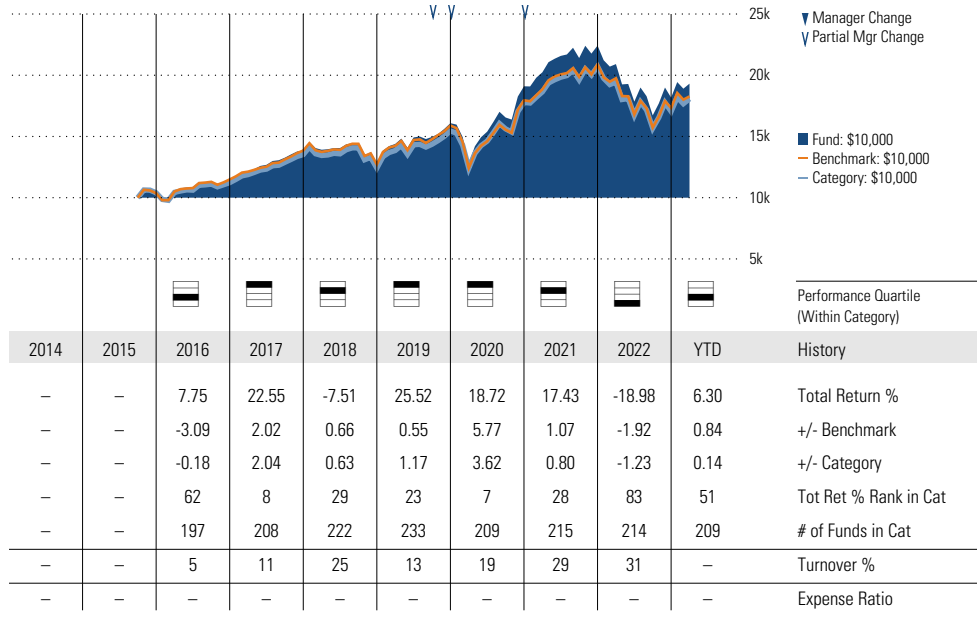 25k
20k
15k
10k
5k
Manager Change
Partial Mgr Change
Fund: $10,000
Benchmark: $10,000
Category: $10,000
Performance Quartile
(Within Category)
2014 2015 2016 2017 2018 2019 2020 2021 2022 YTD History
– – 7.75 22.55 -7.51 25.52 18.72 17.43 -18.98 6.30 Total Return %
– – -3.09 2.02 0.66 0.55 5.77 1.07 -1.92 0.84 +/- Benchmark
– – -0.18 2.04 0.63 1.17 3.62 0.80 -1.23 0.14 +/- Category
– – 62 8 29 23 7 28 83 51 Tot Ret % Rank in Cat
– – 197 208 222 233 209 215 214 209 # of Funds in Cat
– – 5 11 25 13 19 29 31 – Turnover %
– – – – – – – – – – Expense Ratio